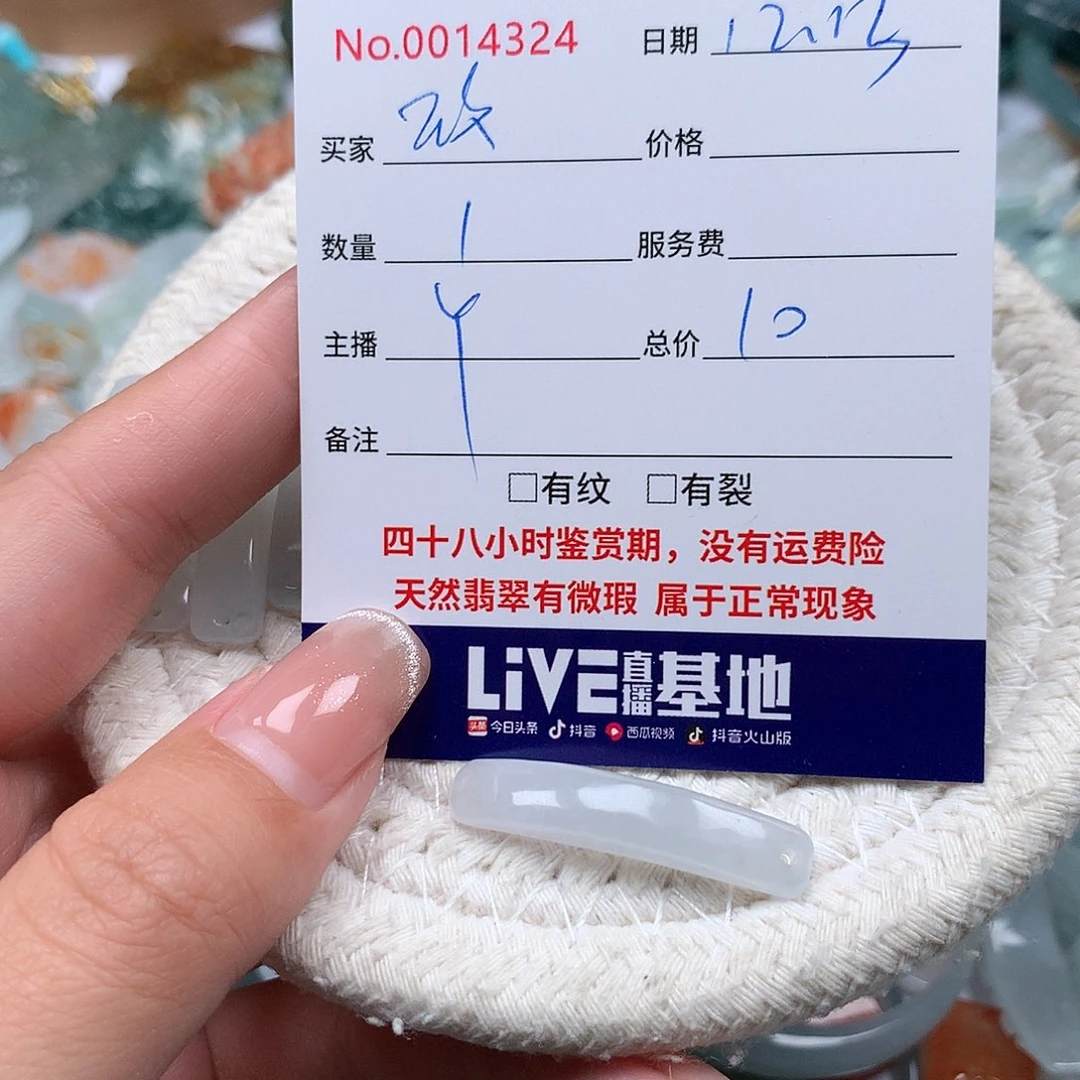 No.0014324 日期
买家 政 价格
数量 1 服务费
主播 Y 总价 10
备注
□有纹 □有裂
四十八小时鉴赏期，没有运费险
天然翡翠有微瑕 属于正常现象
LiVE直播基地
头条 今日头条 抖音 西瓜视频 抖音火山版